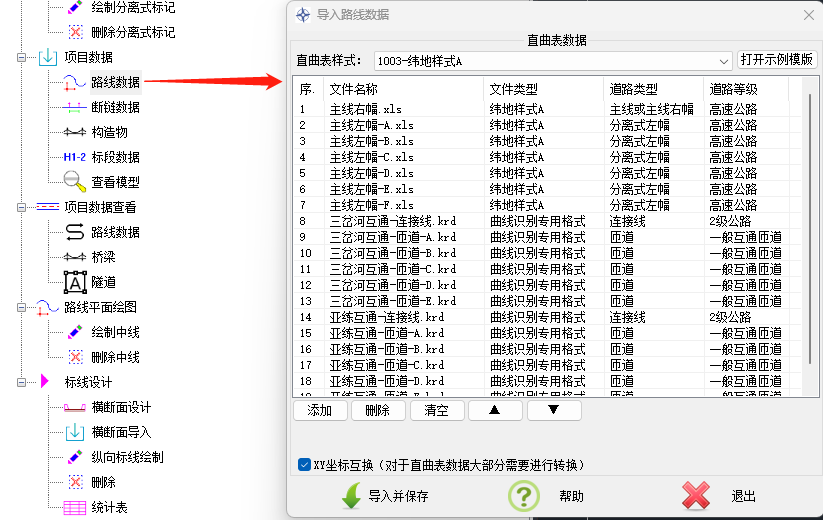 绘制分离式标记
删除分离式标记
项目数据
路线数据
断链数据
构造物
H1-2 标段数据
查看模型
项目数据查看
路线数据
桥梁
A 隧道
路线平面绘图
绘制中线
删除中线
标线设计
横断面设计
横断面导入
纵向标线绘制
删除
统计表
导入路线数据
直曲表数据
直曲表样式: 1003-纬地样式A 打开示例模版
序. 文件名称 文件类型 道路类型 道路等级
1 主线右幅.xls 纬地样式A 主线或主线右幅 高速公路
2 主线左幅-A.xls 纬地样式A 分离式左幅 高速公路
3 主线左幅-B.xls 纬地样式A 分离式左幅 高速公路
4 主线左幅-C.xls 纬地样式A 分离式左幅 高速公路
5 主线左幅-D.xls 纬地样式A 分离式左幅 高速公路
6 主线左幅-E.xls 纬地样式A 分离式左幅 高速公路
7 主线左幅-F.xls 纬地样式A 分离式左幅 高速公路
8 三岔河互通-连接线.krd 曲线识别专用格式 连接线 2级公路
9 三岔河互通-匝道-A.krd 曲线识别专用格式 匝道 一般互通匝道
10 三岔河互通-匝道-B.krd 曲线识别专用格式 匝道 一般互通匝道
11 三岔河互通-匝道-C.krd 曲线识别专用格式 匝道 一般互通匝道
12 三岔河互通-匝道-D.krd 曲线识别专用格式 匝道 一般互通匝道
13 三岔河互通-匝道-E.krd 曲线识别专用格式 匝道 一般互通匝道
14 亚练互通-连接线.krd 曲线识别专用格式 连接线 2级公路
15 亚练互通-匝道-A.krd 曲线识别专用格式 匝道 一般互通匝道
16 亚练互通-匝道-B.krd 曲线识别专用格式 匝道 一般互通匝道
17 亚练互通-匝道-C.krd 曲线识别专用格式 匝道 一般互通匝道
18 亚练互通-匝道-D.krd 曲线识别专用格式 匝道 一般互通匝道
添加 删除 清空 ▲ ▼
XY坐标互换（对于直曲表数据大部分需要进行转换）
导入并保存 帮助 退出